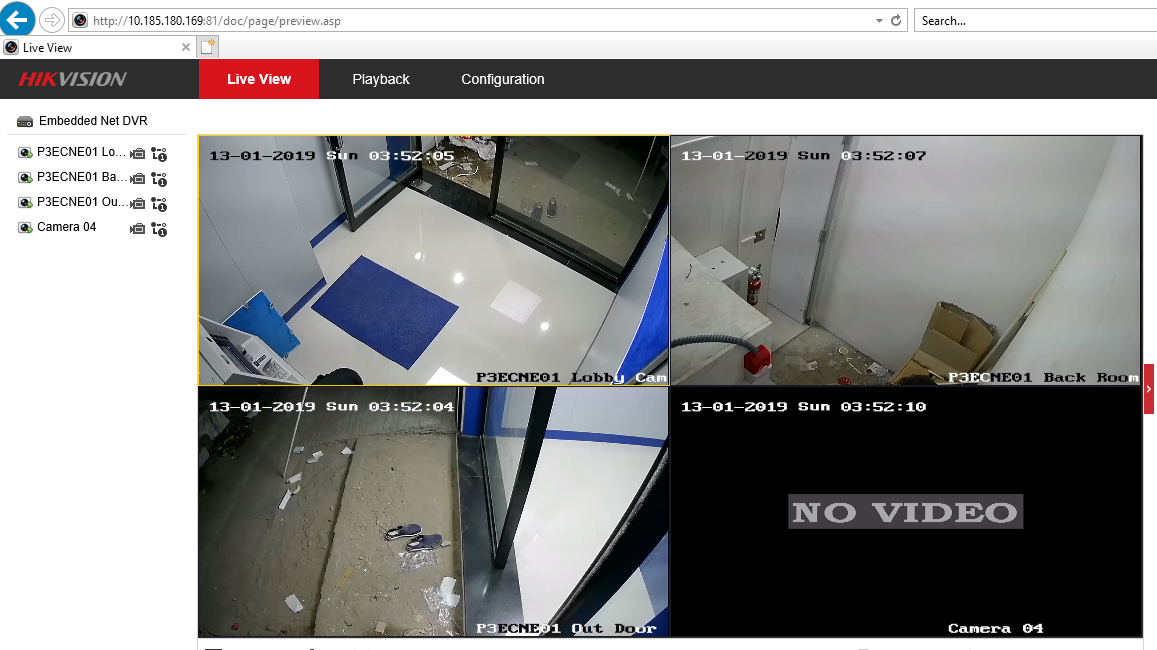 http://10.185.180.169:81/doc/page/preview.asp
Search...
Live View
HIKVISION
Live View
Playback
Configuration
Embedded Net DVR
P3ECNE01 Lo...
P3ECNE01 Ba...
P3ECNE01 Ou...
Camera 04
13-01-2019 Sun 03:52:05
P3ECNE01 Lobby Cam
13-01-2019 Sun 03:52:07
P3ECNE01 Back Room
13-01-2019 Sun 03:52:04
P3ECNE01 Out Door
13-01-2019 Sun 03:52:10
NO VIDEO
Camera 04